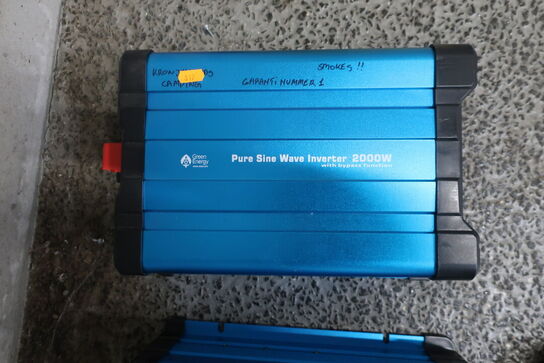 SMOKES !!
CAMPING
GARANTI NUMMER 1
Green
Energy
Pure Sine Wave Inverter 2000W
with bypass function